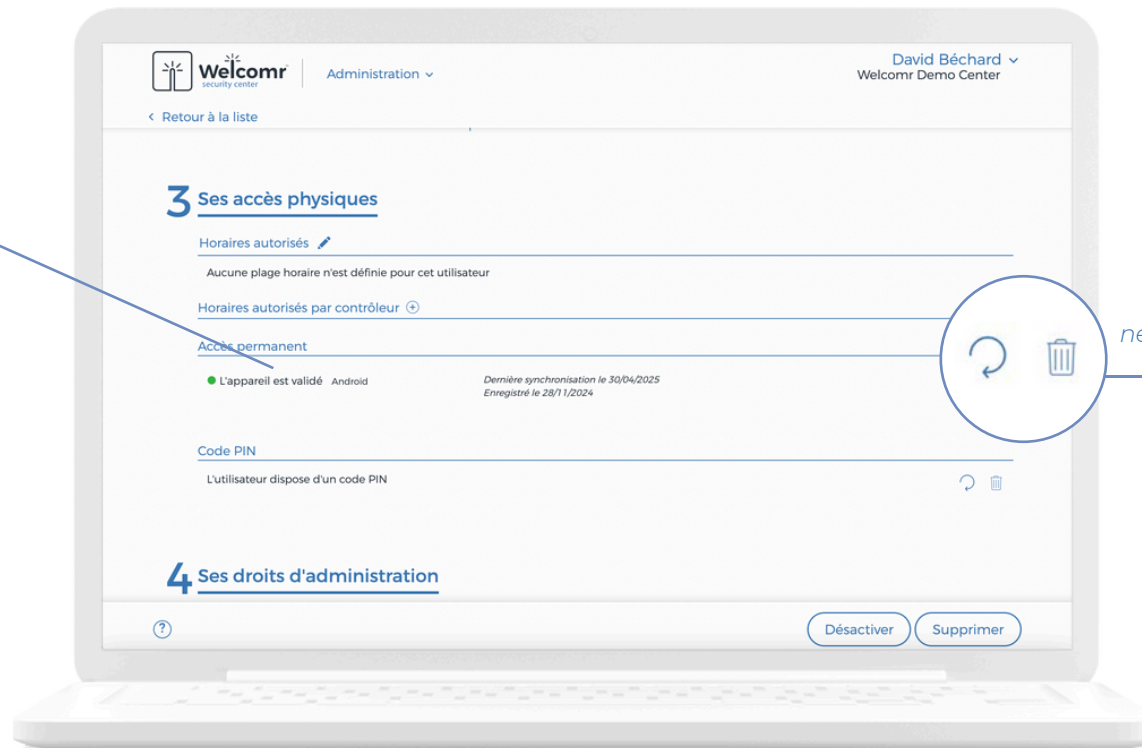 Welcomr
security center
Administration
David Béchard
Welcomr Demo Center
< Retour à la liste
3 Ses accès physiques
Horaires autorisés
Aucune plage horaire n'est définie pour cet utilisateur
Horaires autorisés par contrôleur
Accès permanent
L'appareil est validé Android
Dernière synchronisation le 30/04/2025
Enregistré le 28/11/2024
Code PIN
L'utilisateur dispose d'un code PIN
4 Ses droits d'administration
?
Désactiver
Supprimer